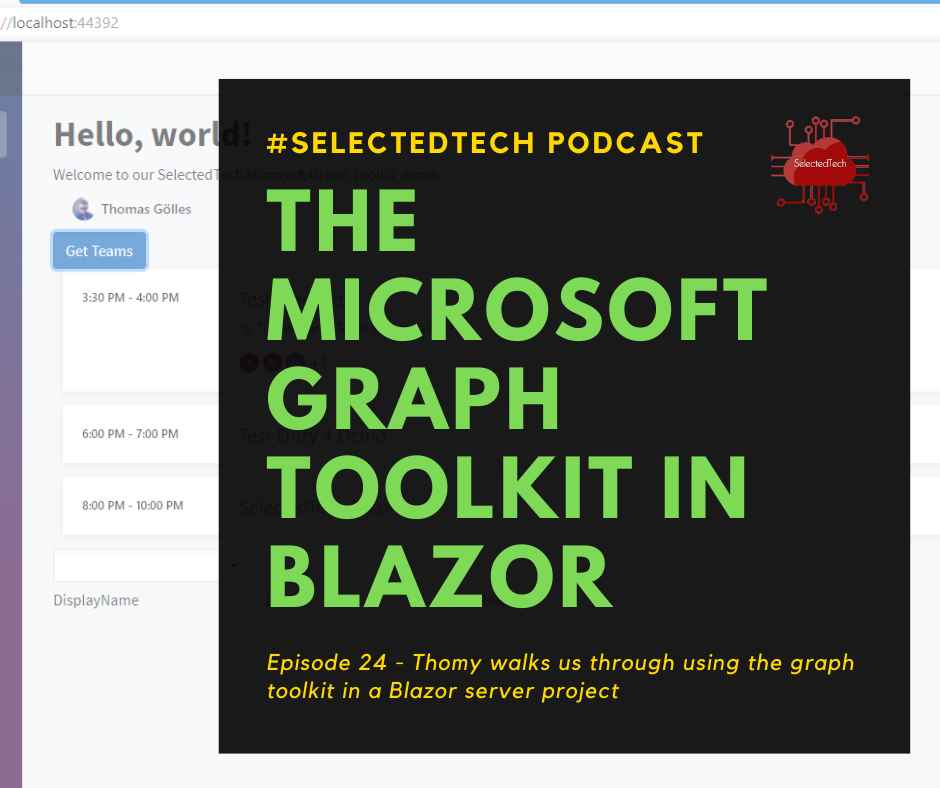 //localhost:44392
Hello, world!
#SELECTEDTECH PODCAST
SelectedTech
Welcome to our SelectedTech
Thomas Gölles
Get Teams
THE
MICROSOFT
GRAPH
TOOLKIT IN
BLAZOR
3:30 PM - 4:00 PM
6:00 PM - 7:00 PM
8:00 PM - 10:00 PM
DisplayName
Episode 24 - Thomy walks us through using the graph
toolkit in a Blazor server project